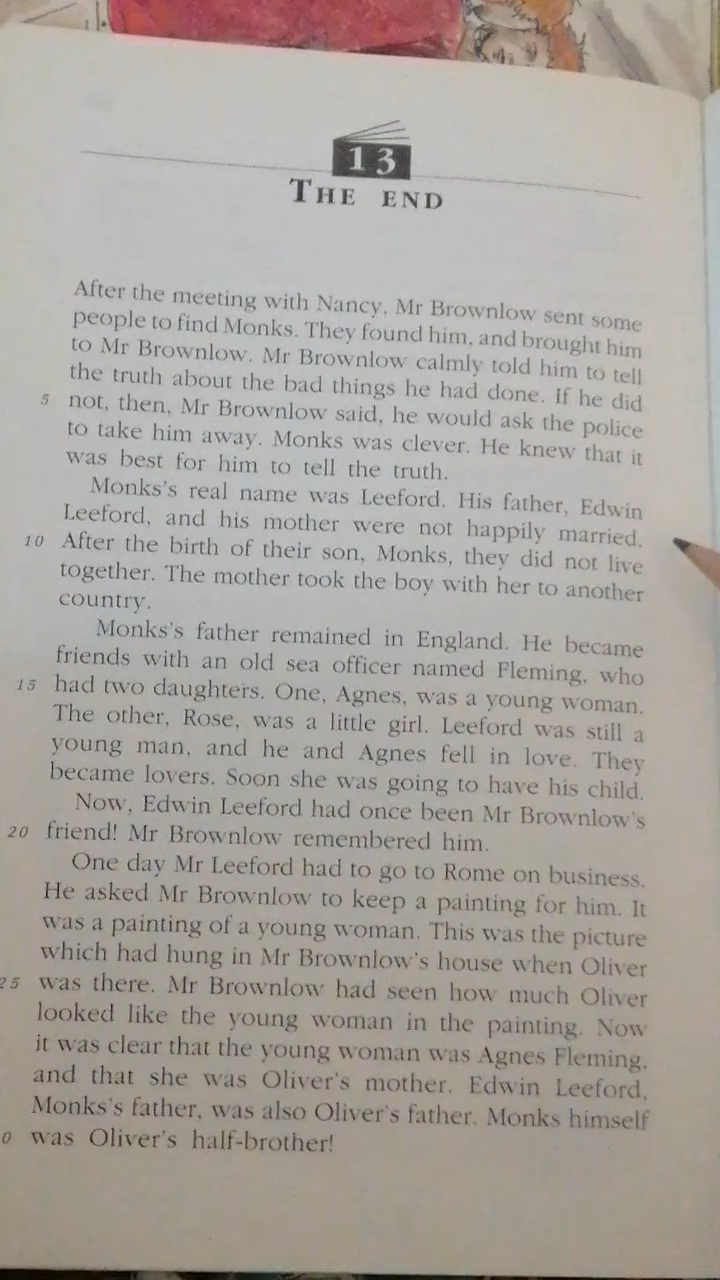 13
THE END
After the meeting with Nancy, Mr Brownlow sent some
people to find Monks. They found him, and brought him
to Mr Brownlow. Mr Brownlow calmly told him to tell
the truth about the bad things he had done. If he did
5 not, then, Mr Brownlow said, he would ask the police
to take him away. Monks was clever. He knew that it
was best for him to tell the truth.
Monks's real name was Leeford. His father, Edwin
Leeford, and his mother were not happily married.
10 After the birth of their son, Monks, they did not live
together. The mother took the boy with her to another
country.
Monks's father remained in England. He became
friends with an old sea officer named Fleming, who
15 had two daughters. One, Agnes, was a young woman.
The other, Rose, was a little girl. Leeford was still a
young man, and he and Agnes fell in love. They
became lovers. Soon she was going to have his child.
Now, Edwin Leeford had once been Mr Brownlow's
20 friend! Mr Brownlow remembered him.
One day Mr Leeford had to go to Rome on business.
He asked Mr Brownlow to keep a painting for him. It
was a painting of a young woman. This was the picture
which had hung in Mr Brownlow's house when Oliver
25 was there. Mr Brownlow had seen how much Oliver
looked like the young woman in the painting. Now
it was clear that the young woman was Agnes Fleming,
and that she was Oliver's mother. Edwin Leeford,
Monks's father, was also Oliver's father. Monks himself
0 was Oliver's half-brother!